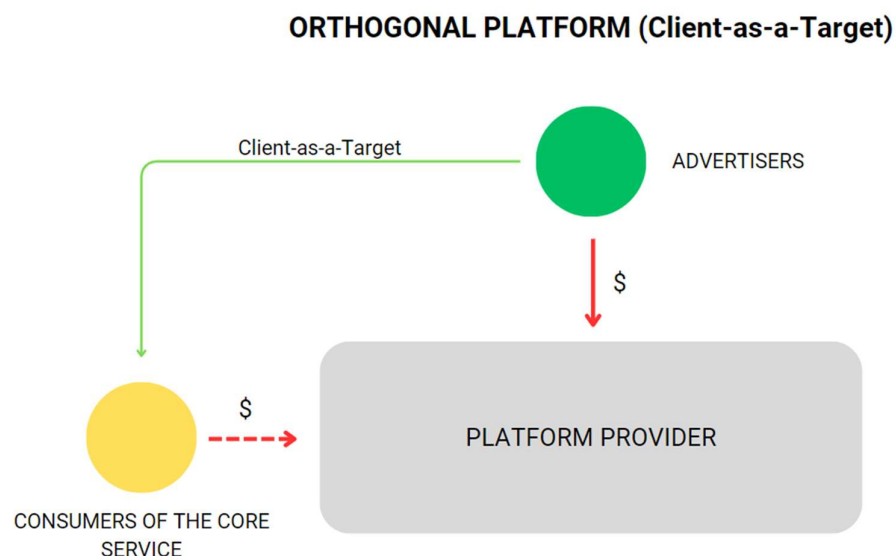 ORTHOGONAL PLATFORM (Client-as-a-Target)
Client-as-a-Target
ADVERTISERS
$
$
PLATFORM PROVIDER
CONSUMERS OF THE CORE
SERVICE